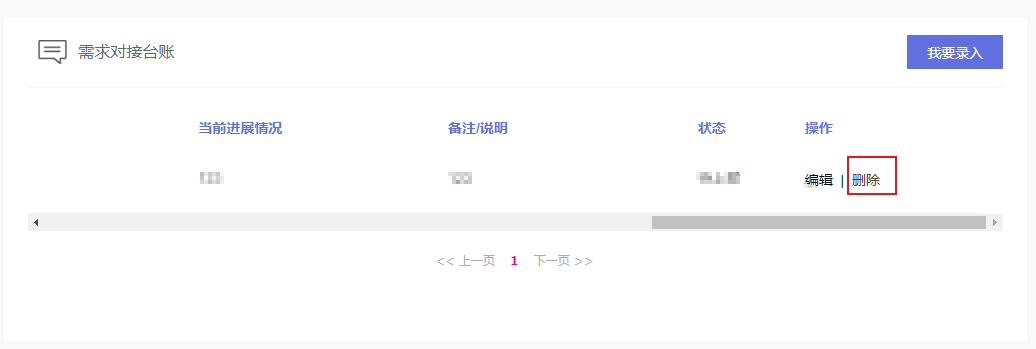 需求对接台账
我要录入
当前进展情况 备注/说明 状态 操作
编辑 | 删除
<< 上一页 1 下一页 >>